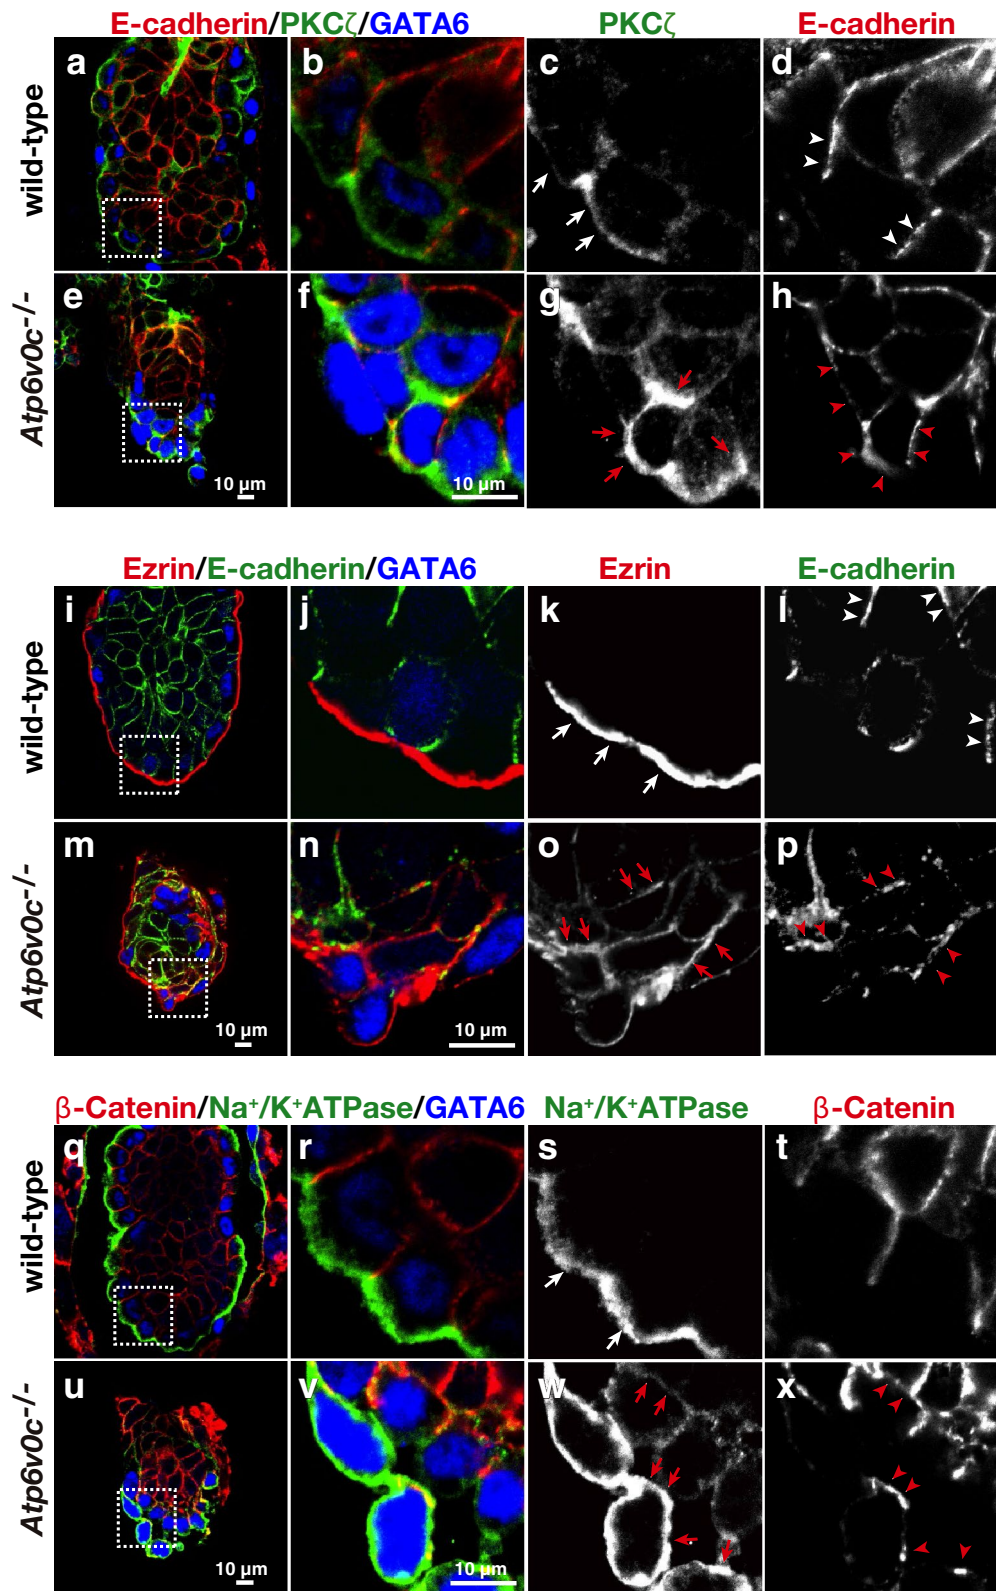 E-cadherin/PKCζ/GATA6 PKCζ E-cadherin
wild-type
a b c d
Atp6v0c-/-
e f g h
10 µm 10 µm
Ezrin/E-cadherin/GATA6 Ezrin E-cadherin
wild-type
i j k l
Atp6v0c-/-
m n o p
10 µm 10 µm
β-Catenin/Na⁺/K⁺ATPase/GATA6 Na⁺/K⁺ATPase β-Catenin
wild-type
q r s t
Atp6v0c-/-
u v w x
10 µm 10 µm